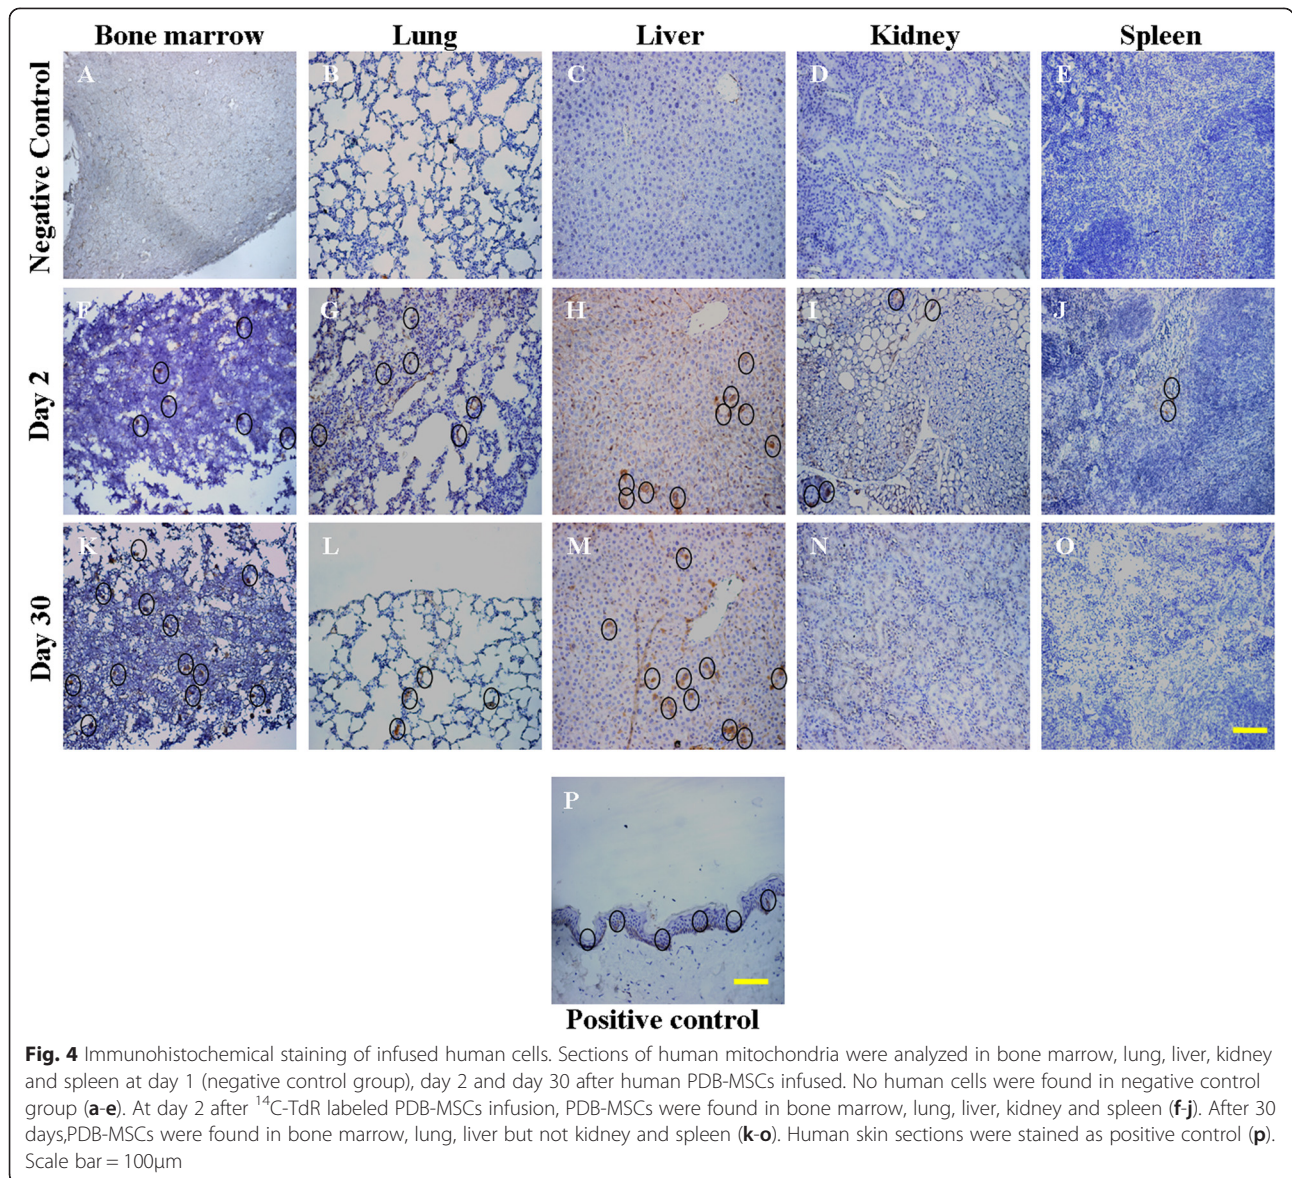 Bone marrow Lung Liver Kidney Spleen
Negative Control
A B C D E
Day 2
F G H I J
Day 30
K L M N O
P
Positive control
Fig. 4 Immunohistochemical staining of infused human cells. Sections of human mitochondria were analyzed in bone marrow, lung, liver, kidney
and spleen at day 1 (negative control group), day 2 and day 30 after human PDB-MSCs infused. No human cells were found in negative control
group (a-e). At day 2 after ¹⁴C-TdR labeled PDB-MSCs infusion, PDB-MSCs were found in bone marrow, lung, liver, kidney and spleen (f-j). After 30
days,PDB-MSCs were found in bone marrow, lung, liver but not kidney and spleen (k-o). Human skin sections were stained as positive control (p).
Scale bar = 100μm